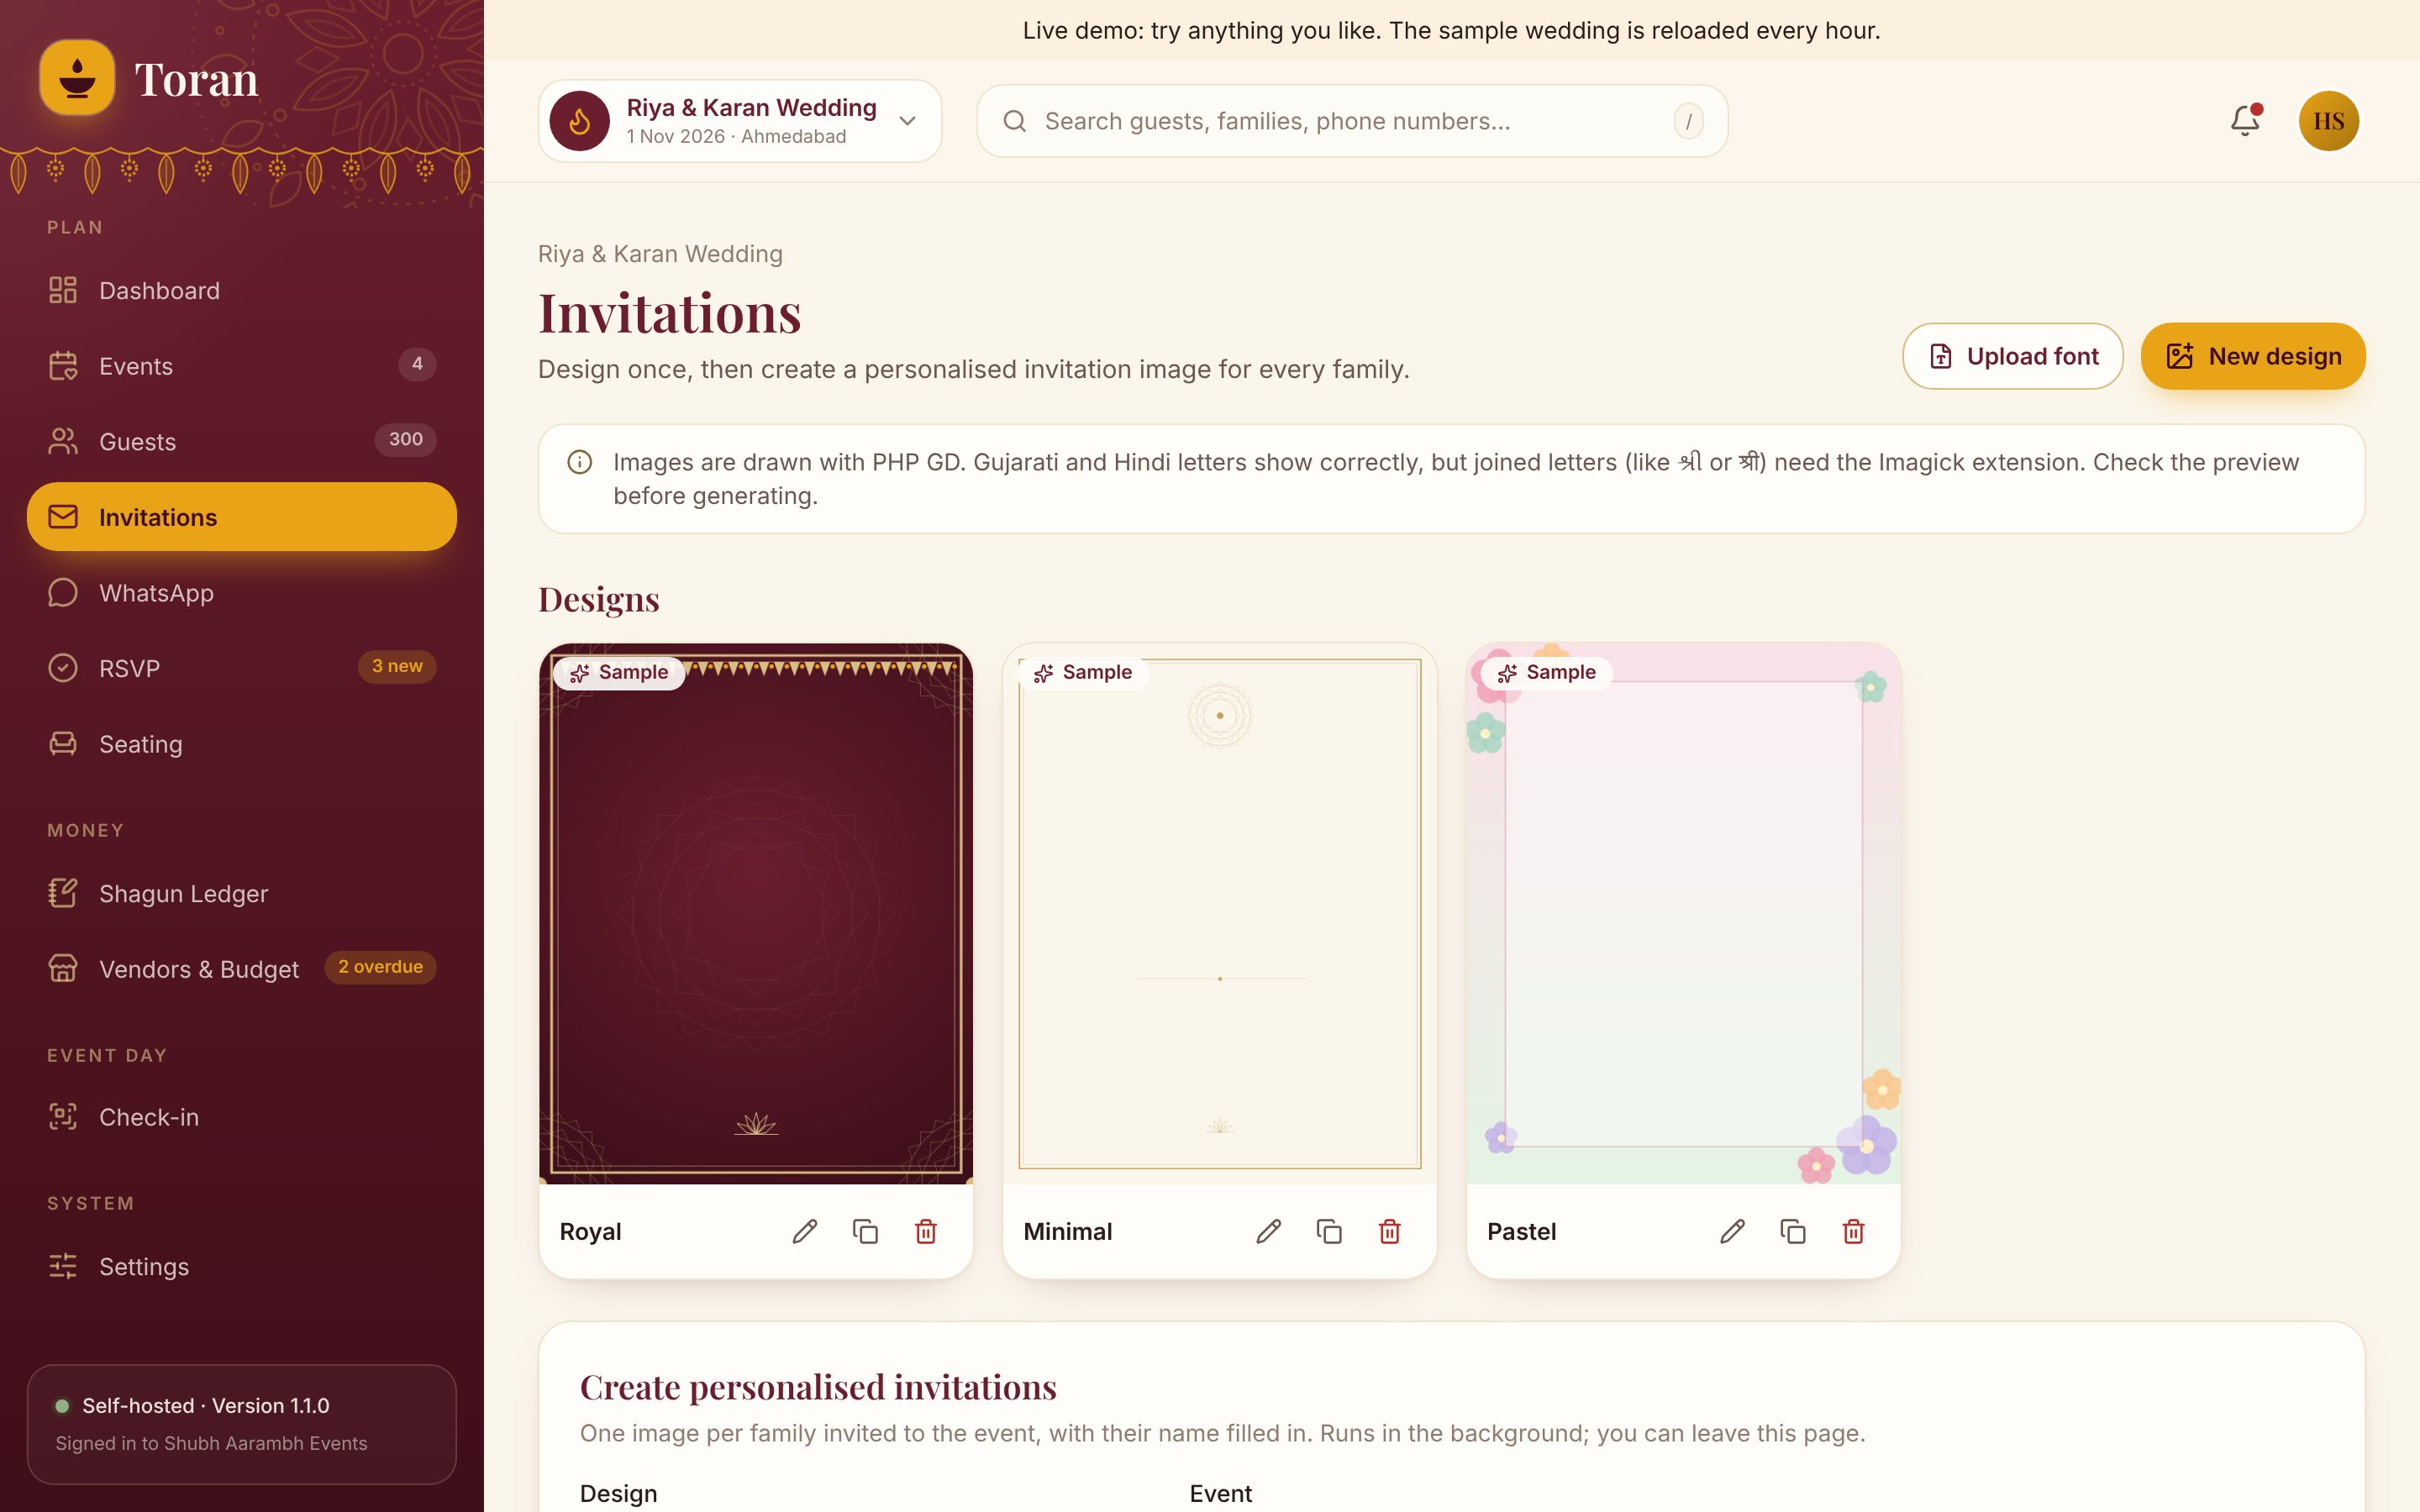 Toran
PLAN
Dashboard
Events 4
Guests 300
Invitations
WhatsApp
RSVP 3 new
Seating
MONEY
Shagun Ledger
Vendors & Budget 2 overdue
EVENT DAY
Check-in
SYSTEM
Settings
Self-hosted · Version 1.1.0
Signed in to Shubh Aarambh Events
Live demo: try anything you like. The sample wedding is reloaded every hour.
Riya & Karan Wedding
1 Nov 2026 · Ahmedabad
Search guests, families, phone numbers... /
HS
Riya & Karan Wedding
Invitations
Design once, then create a personalised invitation image for every family.
Upload font
New design
Images are drawn with PHP GD. Gujarati and Hindi letters show correctly, but joined letters (like શ્રી or श्री) need the Imagick extension. Check the preview
before generating.
Designs
Sample
Sample
Sample
Royal
Minimal
Pastel
Create personalised invitations
One image per family invited to the event, with their name filled in. Runs in the background; you can leave this page.
Design
Event